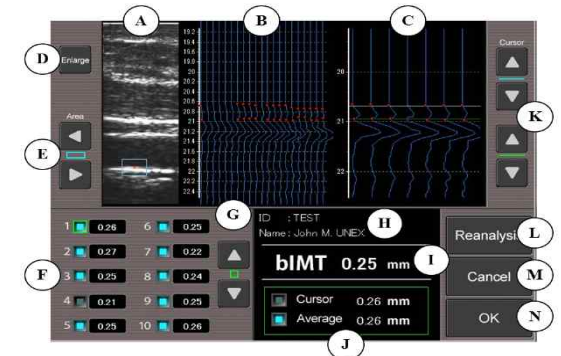 A
B
C
D
Enlarge
Area
E
19.2
19.4
19.6
19.8
20
20.2
20.4
20.6
20.8
21
21.2
21.4
21.6
21.8
22
22.2
22.4
20
21
22
Cursor
K
F
G
1 0.26 6 0.25
2 0.27 7 0.22
3 0.25 8 0.24
4 0.21 9 0.25
5 0.25 10 0.26
ID : TEST
Name : John M. UNEX
H
bIMT 0.25 mm
I
Cursor 0.26 mm
Average 0.26 mm
J
Reanalysi
L
Cancel
M
OK
N